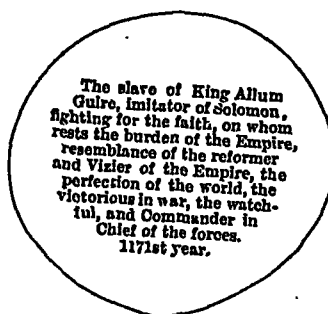 The slave of King Allum
Guire, imitator of Solomon,
fighting for the faith, on whom
rests the burden of the Empire,
resemblance of the reformer
and Vizier of the Empire, the
perfection of the world, the
victorious in war, the watch-
ful, and Commander in
Chief of the forces.
1171st year.